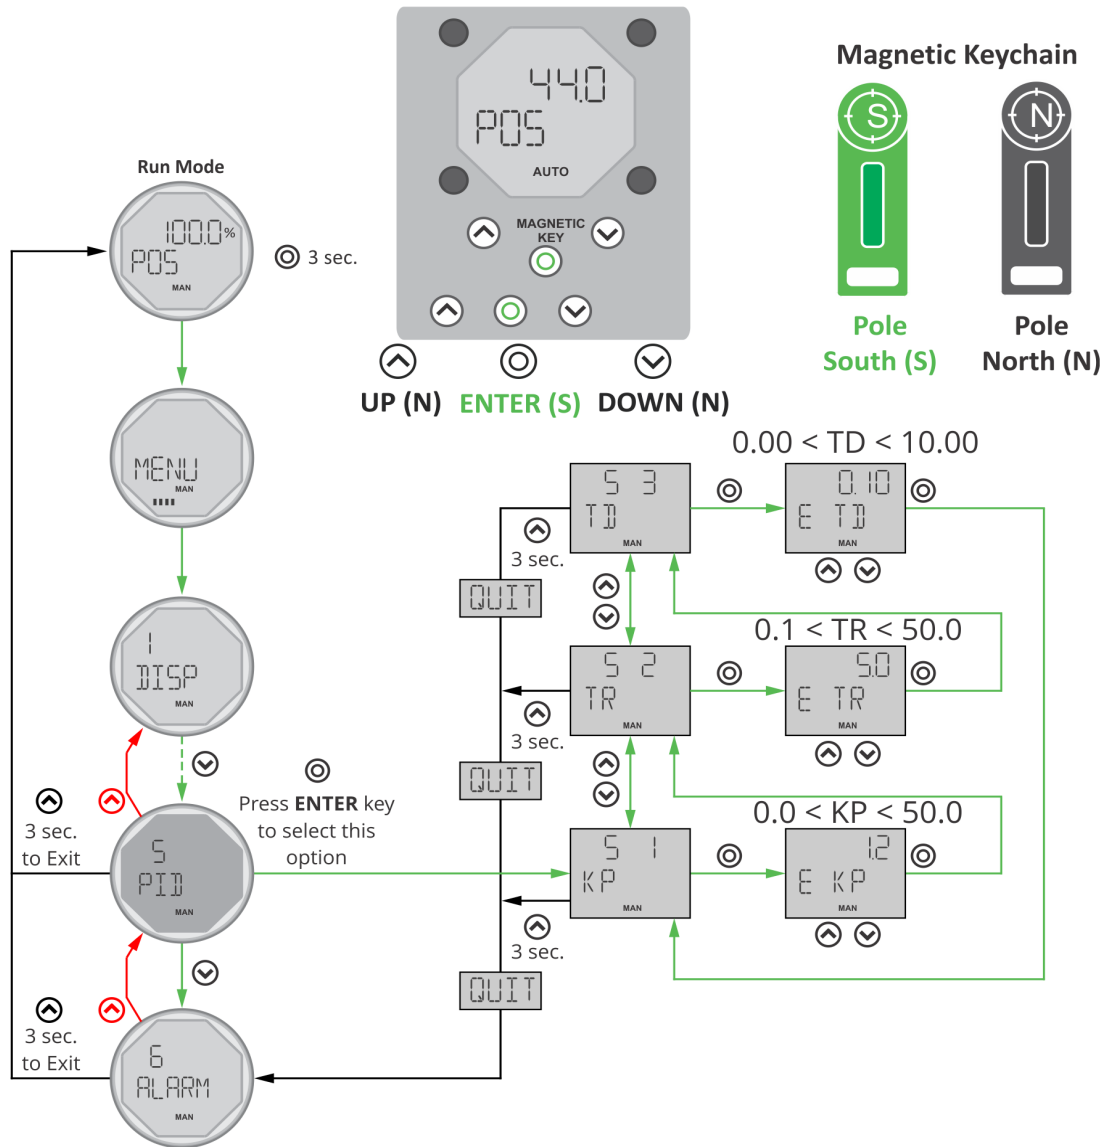 44.0
POS
AUTO
MAGNETIC
KEY
UP (N) ENTER (S) DOWN (N)
Magnetic Keychain
S
N
Pole
South (S)
Pole
North (N)
Run Mode
100.0%
POS
MAN
3 sec.
MENU
MAN
1
DISP
MAN
3 sec.
to Exit
5
PID
MAN
Press ENTER key
to select this
option
3 sec.
to Exit
6
ALARM
MAN
0.00 < TD < 10.00
S 3
TD
MAN
0.10
E TD
MAN
3 sec.
QUIT
0.1 < TR < 50.0
S 2
TR
MAN
5.0
E TR
MAN
3 sec.
QUIT
0.0 < KP < 50.0
S 1
KP
MAN
1.2
E KP
MAN
3 sec.
QUIT